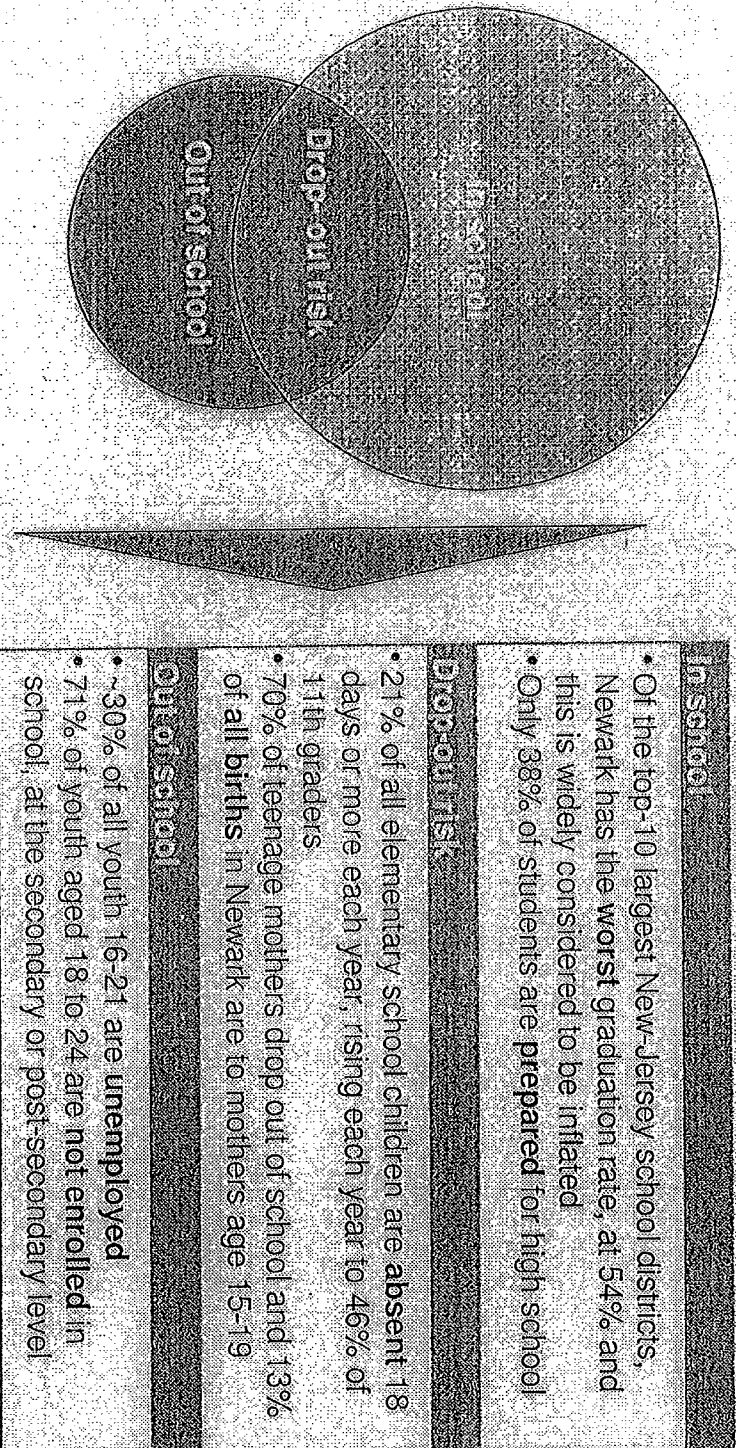 In school
Drop-out risk
Out of school
In school
• Of the top-10 largest New-Jersey school districts,
Newark has the worst graduation rate, at 54% and
this is widely considered to be inflated
• Only 38% of students are prepared for high school
Drop-out risk
• 21% of all elementary school children are absent 18
days or more each year, rising each year to 46% of
11th graders
• 70% of teenage mothers drop out of school and 13%
of all births in Newark are to mothers age 15-19
Out of school
• ~30% of all youth 16-21 are unemployed
• 71% of youth aged 18 to 24 are not enrolled in
school, at the secondary or post-secondary level